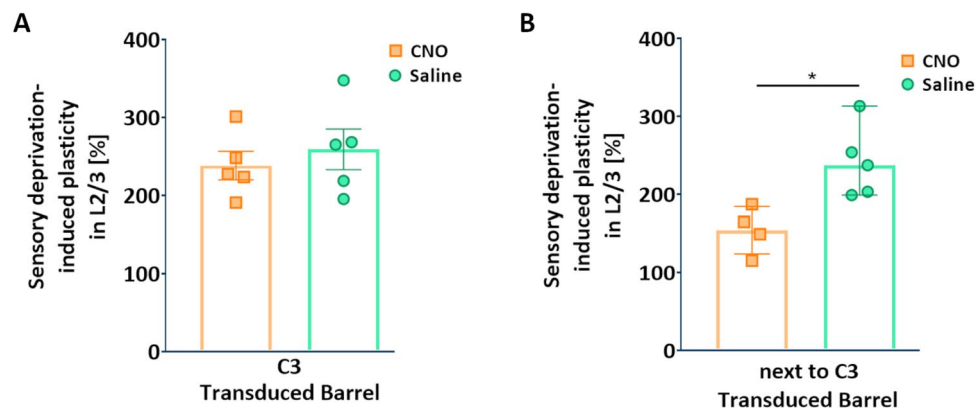 A
Sensory deprivation-
induced plasticity
in L2/3 [%]
400
300
200
100
0
CNO
Saline
C3
Transduced Barrel
B
Sensory deprivation-
induced plasticity
in L2/3 [%]
400
300
200
100
0
CNO
Saline
*
next to C3
Transduced Barrel